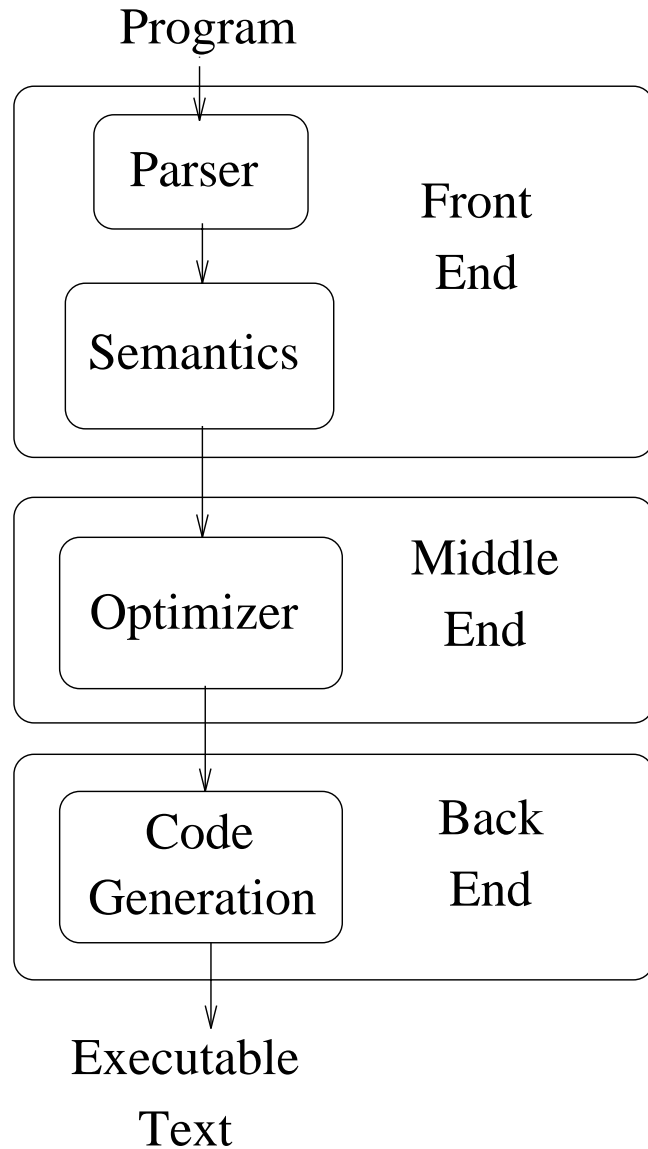 Program
Parser
Front
End
Semantics
Middle
End
Optimizer
Back
End
Code
Generation
Executable
Text